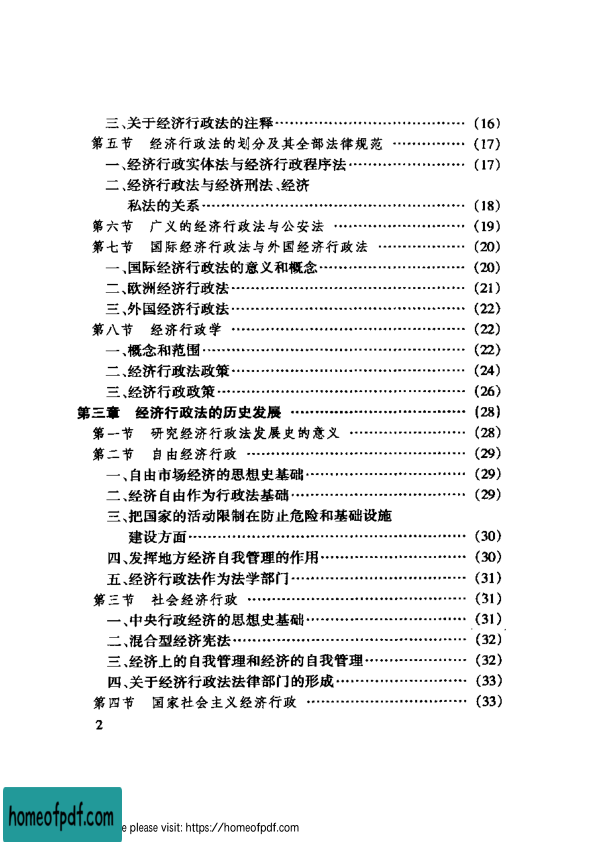 三、关于经济行政法的注释…………………………………（16）
第五节　经济行政法的划分及其全部法律规范……………（17）
一、经济行政实体法与经济行政程序法……………………（17）
二、经济行政法与经济刑法、经济
私法的关系………………………………………………（18）
第六节　广义的经济行政法与公安法………………………（19）
第七节　国际经济行政法与外国经济行政法………………（20）
一、国际经济行政法的意义和概念…………………………（20）
二、欧洲经济行政法…………………………………………（21）
三、外国经济行政法…………………………………………（22）
第八节　经济行政学…………………………………………（22）
一、概念和范围………………………………………………（22）
二、经济行政法政策…………………………………………（24）
三、经济行政政策……………………………………………（26）
第三章　经济行政法的历史发展……………………………（28）
第一节　研究经济行政法发展史的意义……………………（28）
第二节　自由经济行政………………………………………（29）
一、自由市场经济的思想史基础……………………………（29）
二、经济自由作为行政法基础………………………………（29）
三、把国家的活动限制在防止危险和基础设施
建设方面…………………………………………………（30）
四、发挥地方经济自我管理的作用…………………………（30）
五、经济行政法作为法学部门………………………………（31）
第三节　社会经济行政………………………………………（31）
一、中央行政经济的思想史基础……………………………（31）
二、混合型经济宪法…………………………………………（32）
三、经济上的自我管理和经济的自我管理…………………（32）
四、关于经济行政法法律部门的形成………………………（33）
第四节　国家社会主义经济行政……………………………（33）
2
homeofpdf.com
e please visit: https://homeofpdf.com